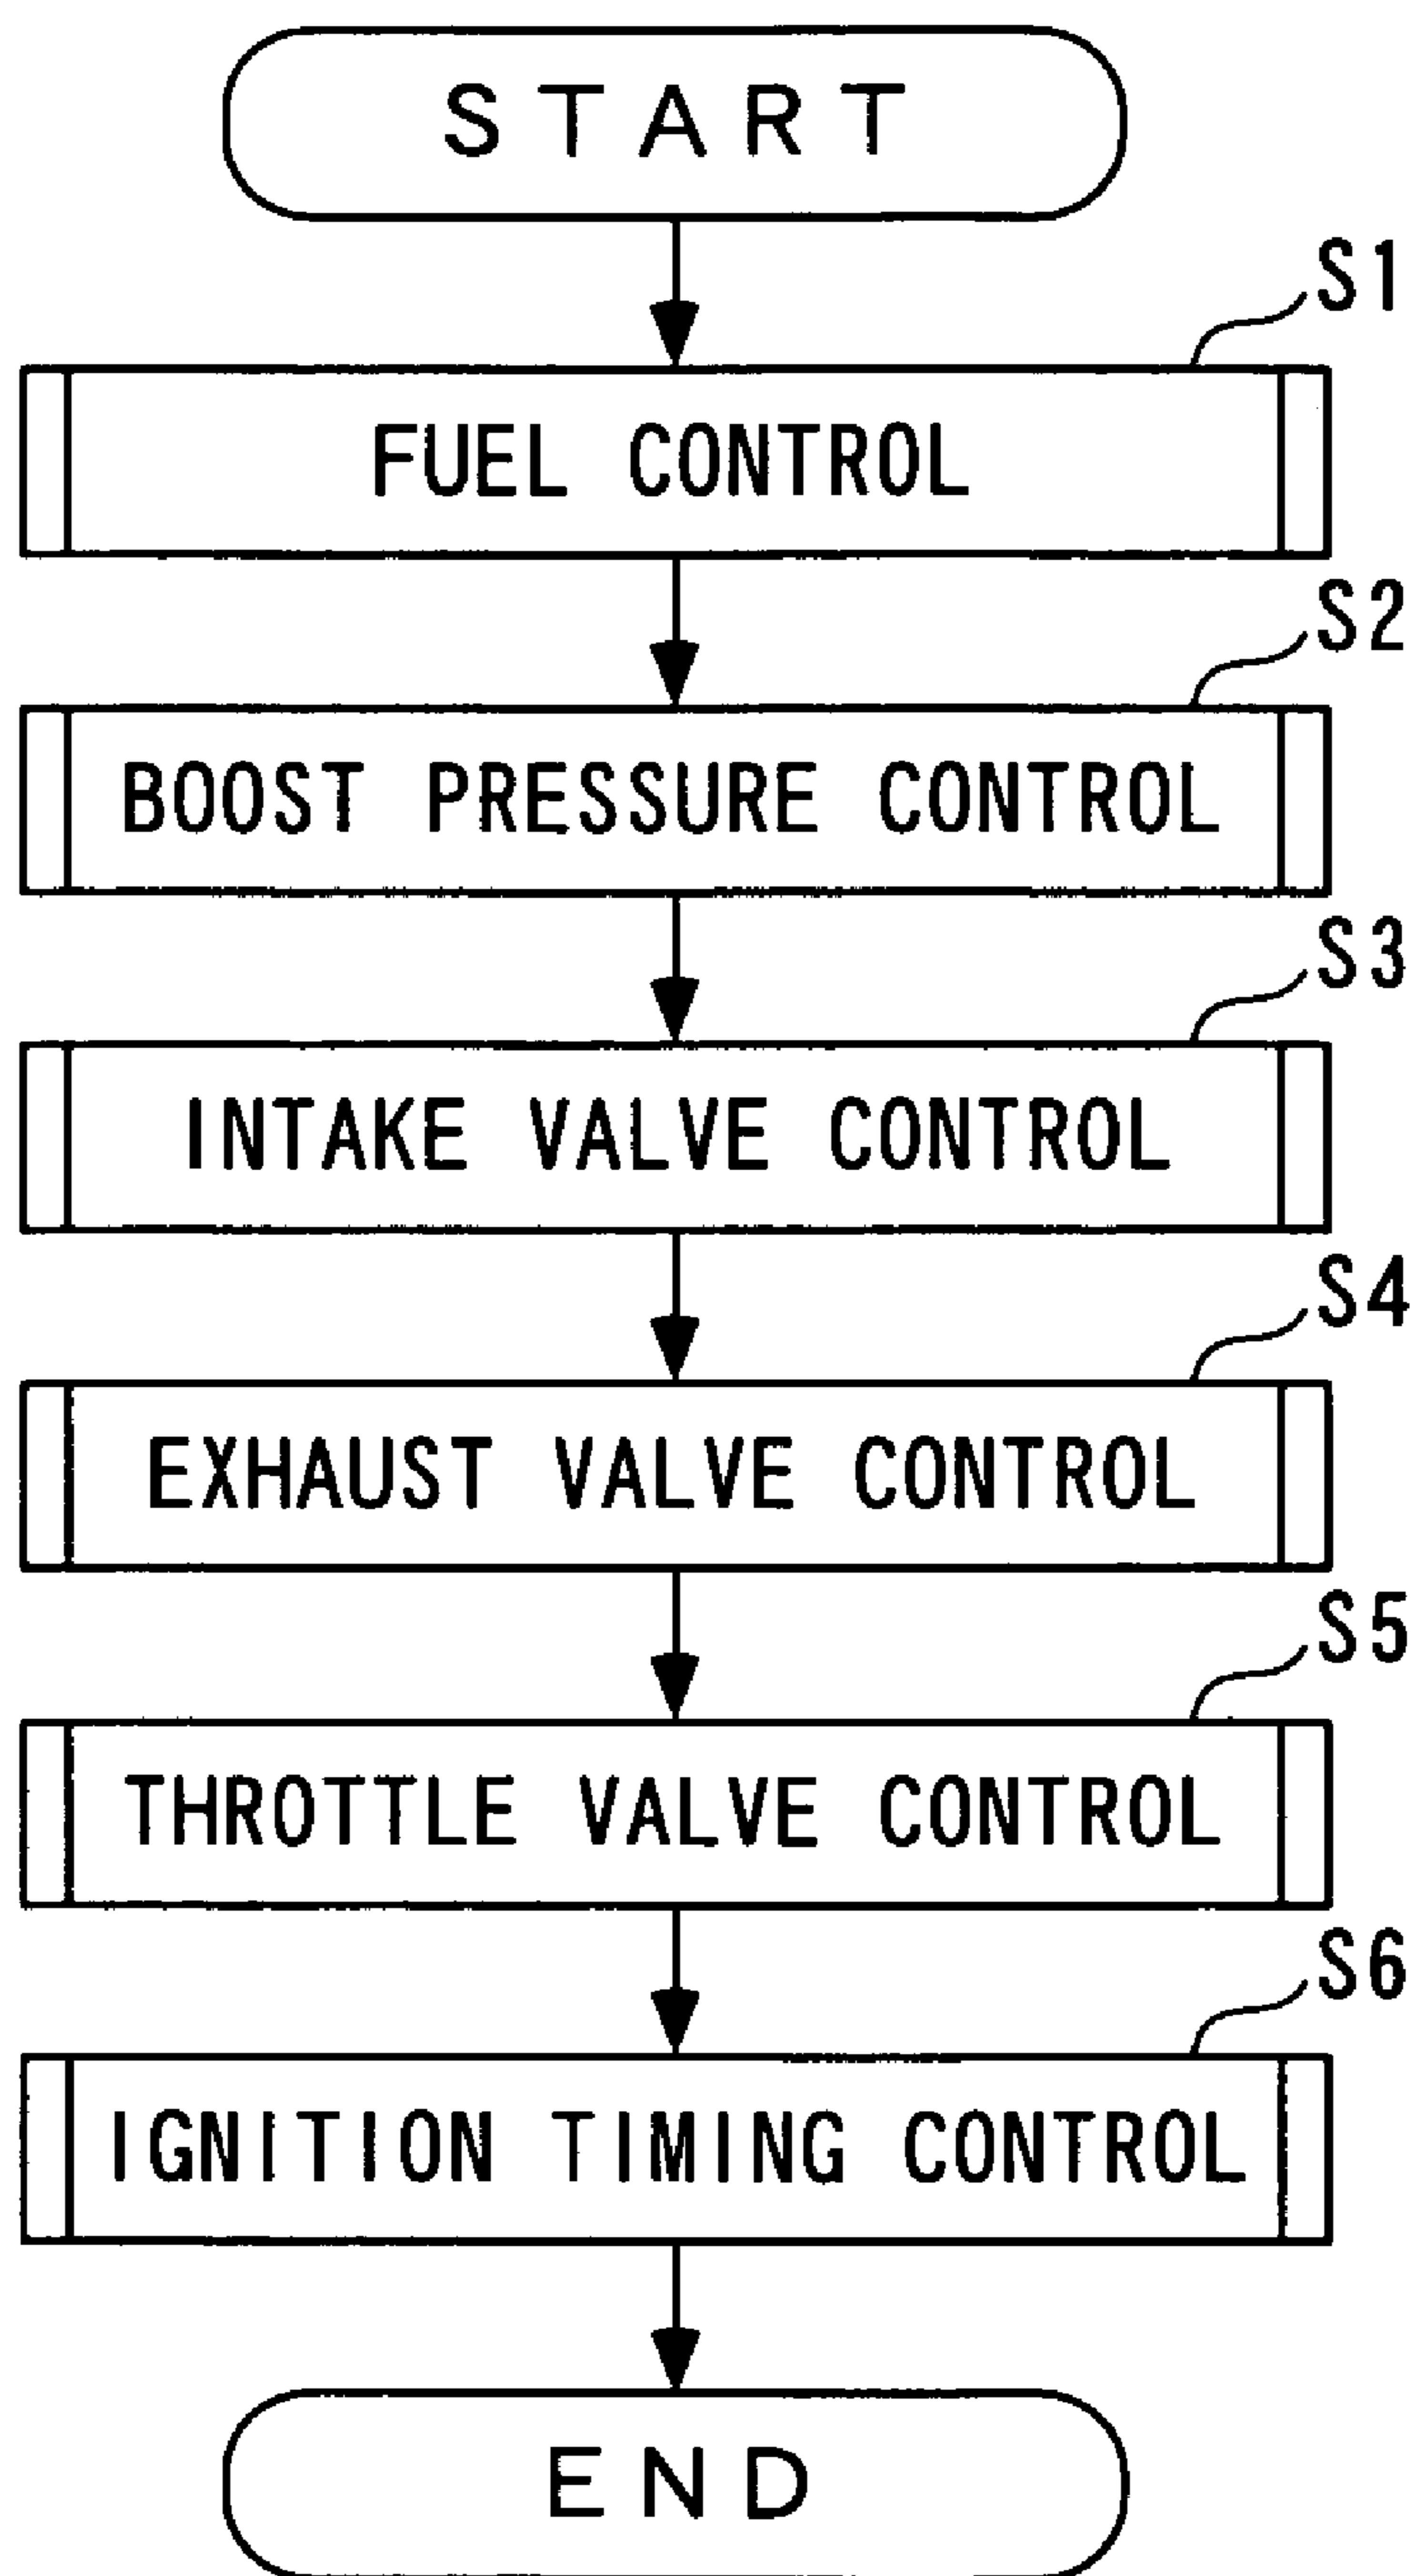 START
S1
FUEL CONTROL
S2
BOOST PRESSURE CONTROL
S3
INTAKE VALVE CONTROL
S4
EXHAUST VALVE CONTROL
S5
THROTTLE VALVE CONTROL
S6
IGNITION TIMING CONTROL
END